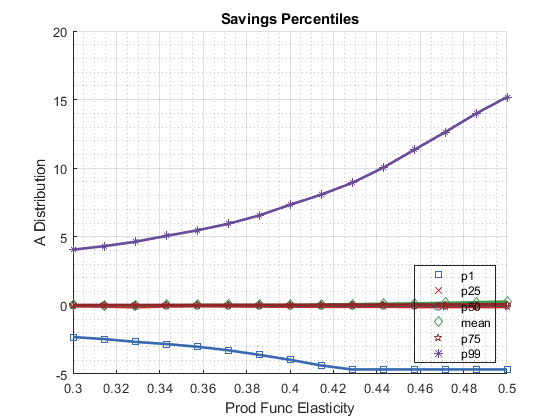 Savings Percentiles
20
15
10
5
0
-5
A Distribution
0.3 0.32 0.34 0.36 0.38 0.4 0.42 0.44 0.46 0.48 0.5
Prod Func Elasticity
p1
p25
p50
mean
p75
p99